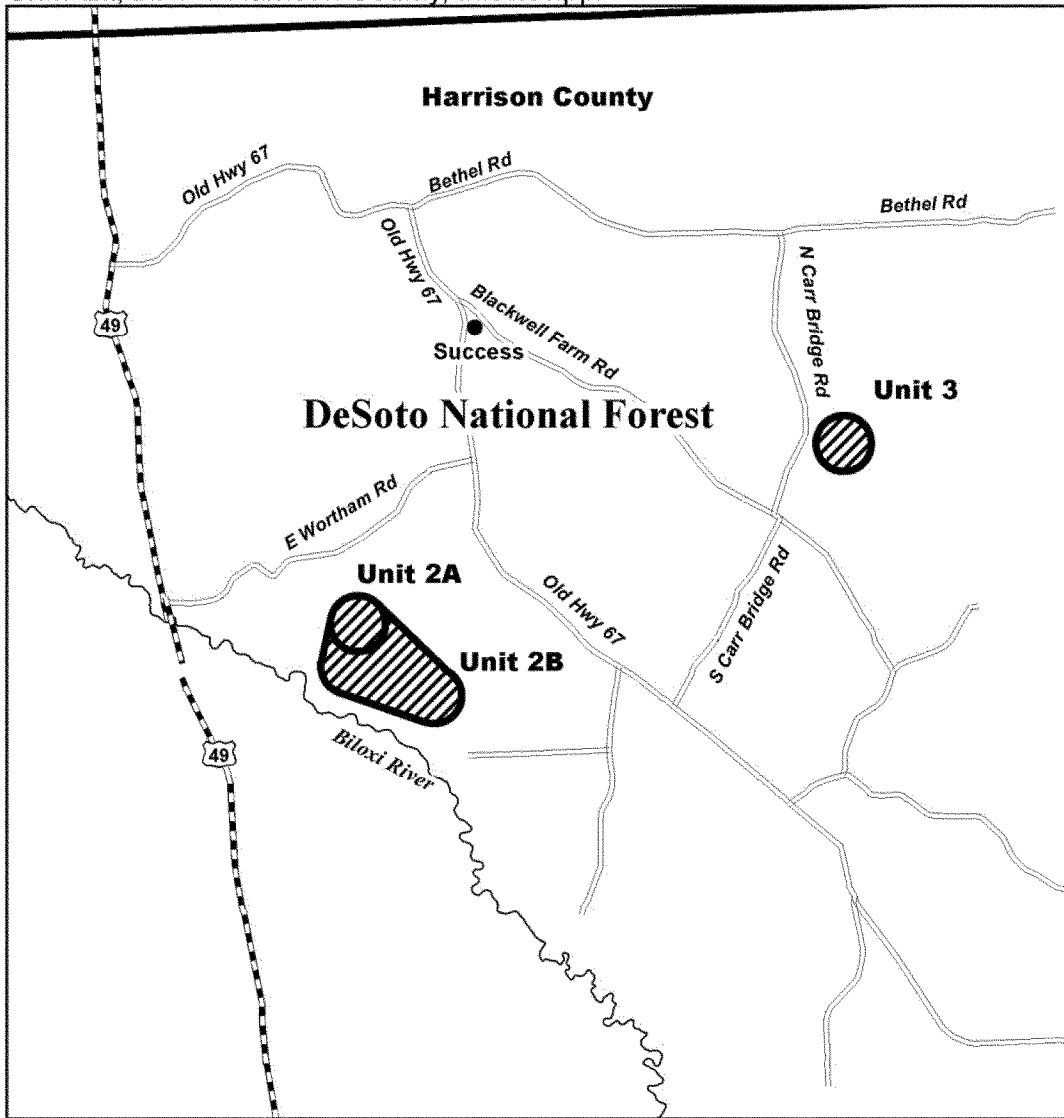 Harrison County
Old Hwy 67
Bethel Rd
Bethel Rd
Old Hwy 67
N Carr Bridge Rd
49
Blackwell Farm Rd
Success
Unit 3
DeSoto National Forest
E Wortham Rd
Unit 2A
Old Hwy 67
S Carr Bridge Rd
Unit 2B
49
Biloxi River